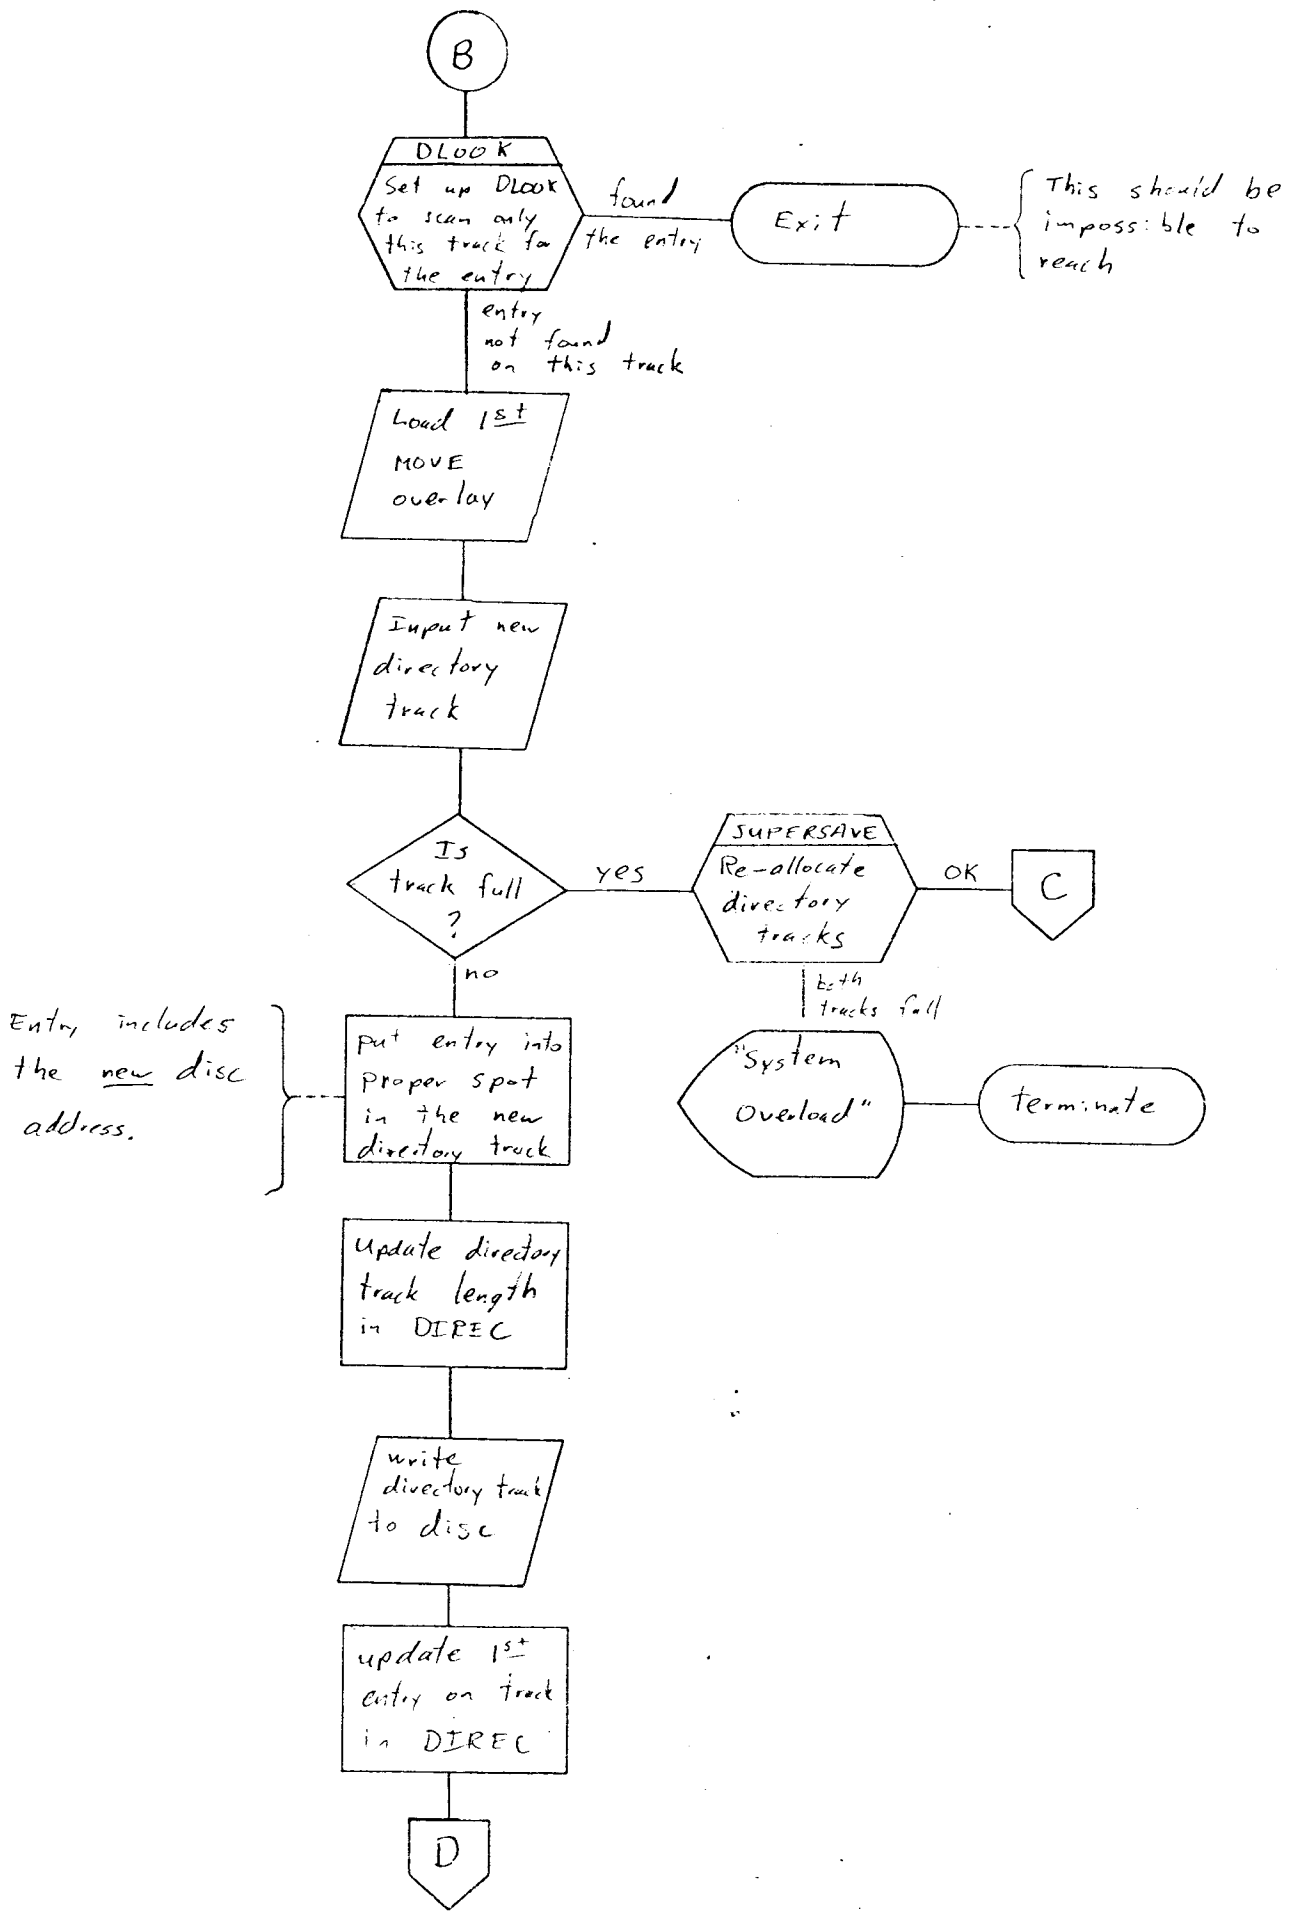 B
DLOOK
Set up DLOOK
to scan only
this track for
the entry
found
the entry
Exit
This should be
impossible to
reach
entry
not found
on this track
Load 1st
MOVE
overlay
Input new
directory
track
Is
track full
?
yes
SUPERSAVE
Re-allocate
directory
tracks
OK
C
no
both
tracks full
"System
Overload"
terminate
Entry includes
the new disc
address.
put entry into
proper spot
in the new
directory track
Update directory
track length
in DIREC
write
directory track
to disc
update 1st
entry on track
in DIREC
D